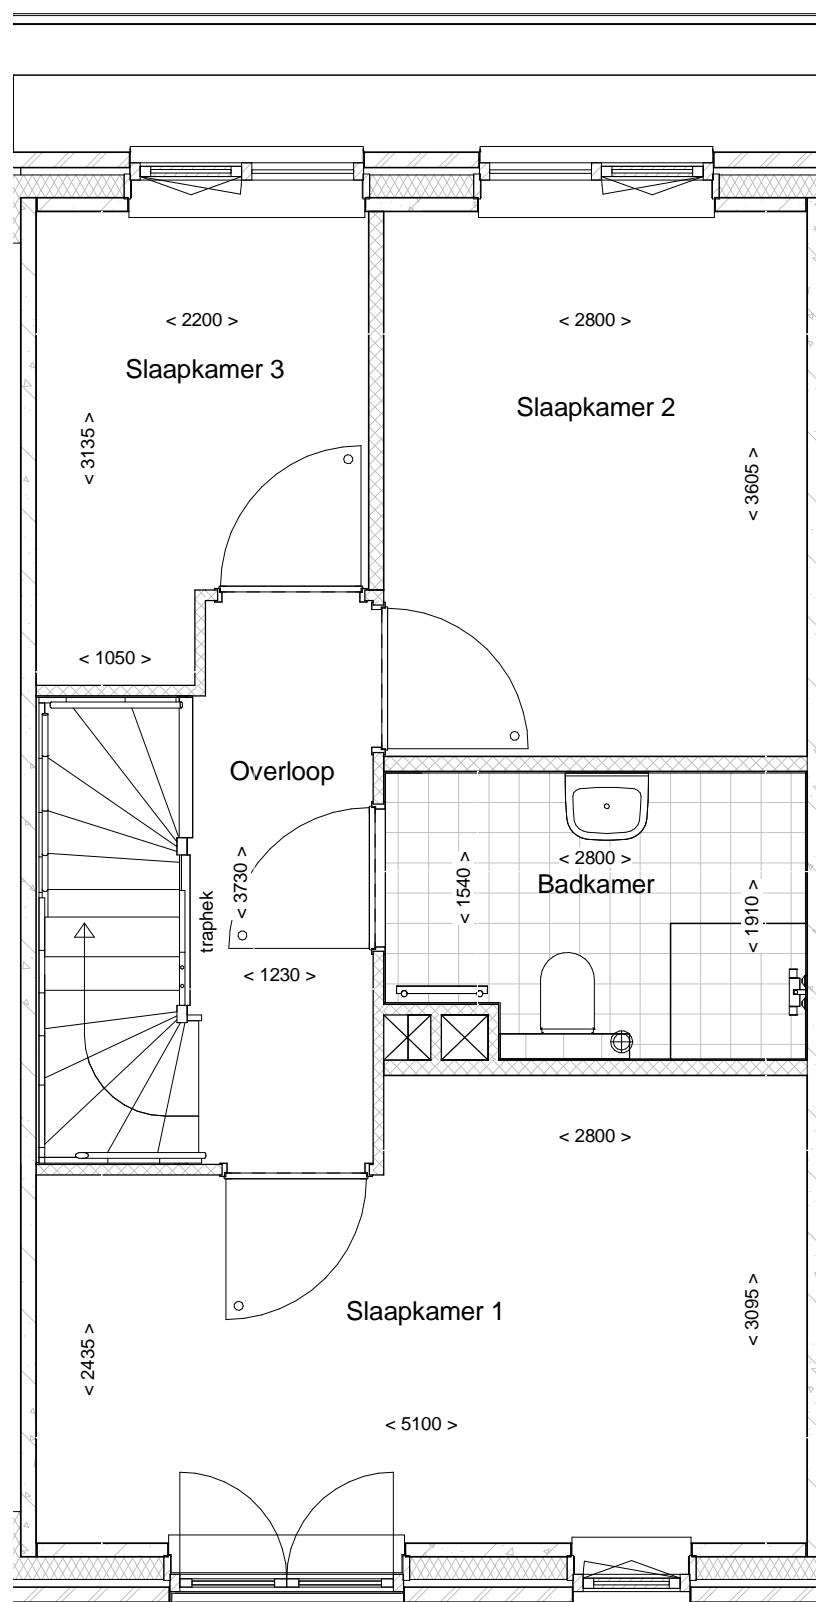 < 2200 >
< 2800 >
Slaapkamer 3
Slaapkamer 2
< 3135 >
< 3605 >
< 1050 >
Overloop
< 3730 >
traphek
< 1230 >
< 1540 >
< 2800 >
Badkamer
< 1910 >
< 2800 >
Slaapkamer 1
< 3095 >
< 2435 >
< 5100 >